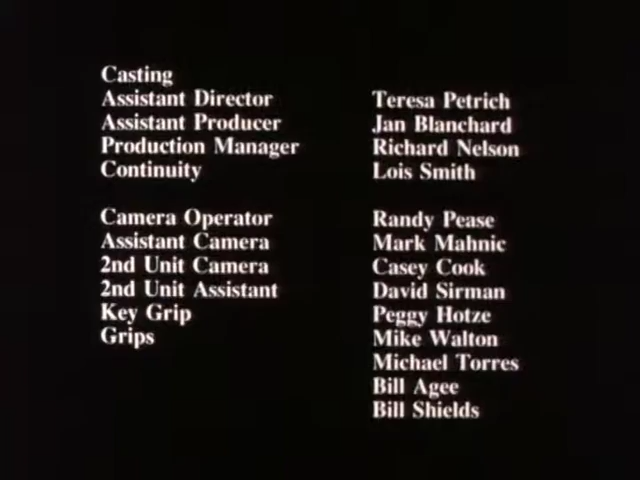 Casting
Assistant Director Teresa Petrich
Assistant Producer Jan Blanchard
Production Manager Richard Nelson
Continuity Lois Smith
Camera Operator Randy Pease
Assistant Camera Mark Mahnic
2nd Unit Camera Casey Cook
2nd Unit Assistant David Sirman
Key Grip Peggy Hotze
Grips Mike Walton
Michael Torres
Bill Agee
Bill Shields